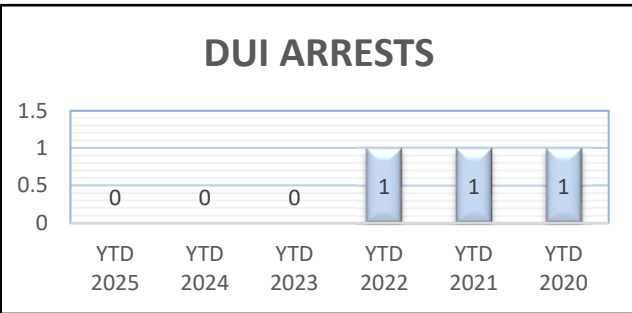 DUI ARRESTS
1.5
1
0.5
0
0 0 0 1 1 1
YTD YTD YTD YTD YTD YTD
2025 2024 2023 2022 2021 2020